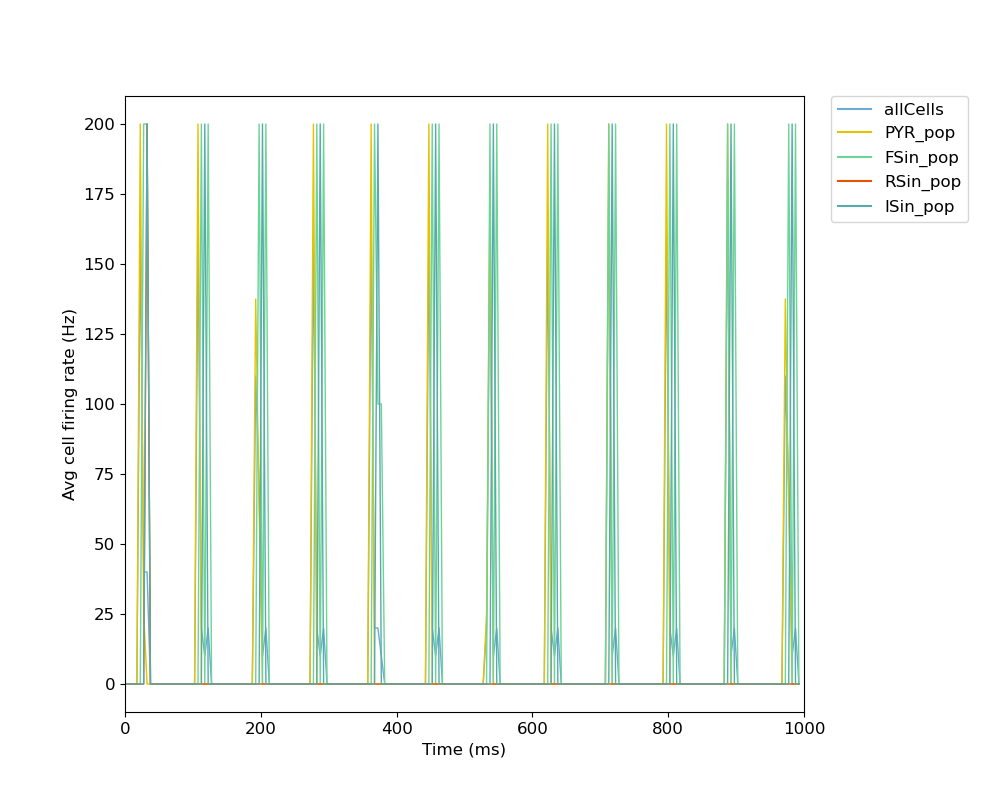 200
175
150
125
100
75
50
25
0
Avg cell firing rate (Hz)
0 200 400 600 800 1000
Time (ms)
allCells
PYR_pop
FSin_pop
RSin_pop
ISin_pop